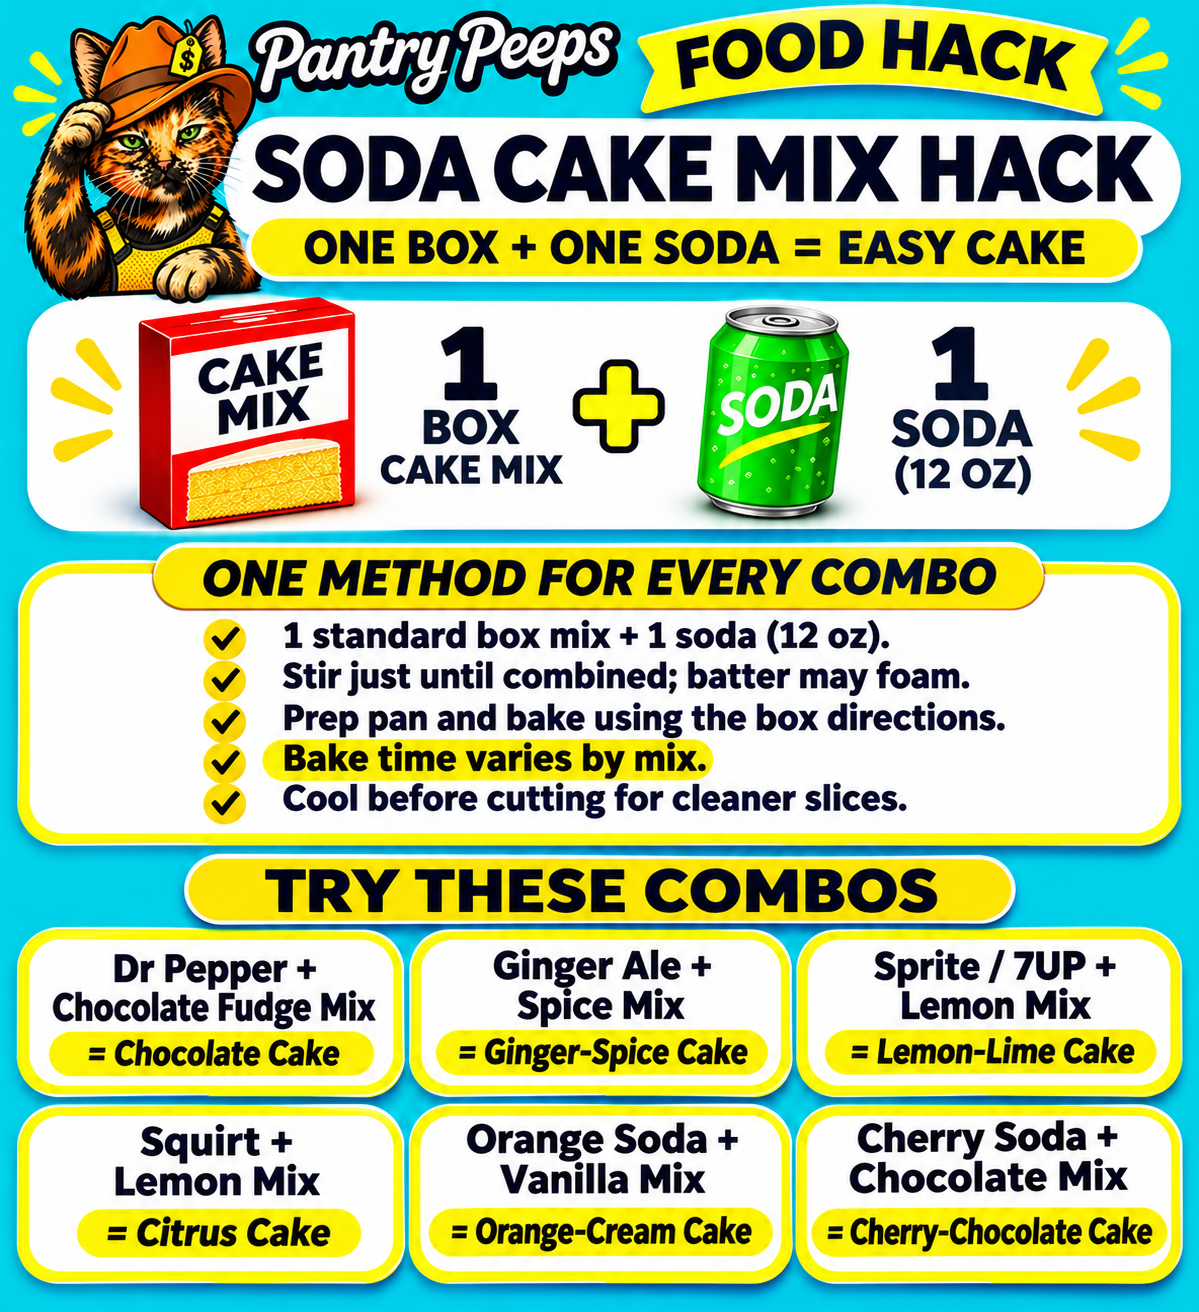 $
Pantry Peeps
FOOD HACK
SODA CAKE MIX HACK
ONE BOX + ONE SODA = EASY CAKE
CAKE
MIX
1
BOX
CAKE MIX
SODA
1
SODA
(12 OZ)
ONE METHOD FOR EVERY COMBO
1 standard box mix + 1 soda (12 oz).
Stir just until combined; batter may foam.
Prep pan and bake using the box directions.
Bake time varies by mix.
Cool before cutting for cleaner slices.
TRY THESE COMBOS
Dr Pepper +
Chocolate Fudge Mix
= Chocolate Cake
Ginger Ale +
Spice Mix
= Ginger-Spice Cake
Sprite / 7UP +
Lemon Mix
= Lemon-Lime Cake
Squirt +
Lemon Mix
= Citrus Cake
Orange Soda +
Vanilla Mix
= Orange-Cream Cake
Cherry Soda +
Chocolate Mix
= Cherry-Chocolate Cake